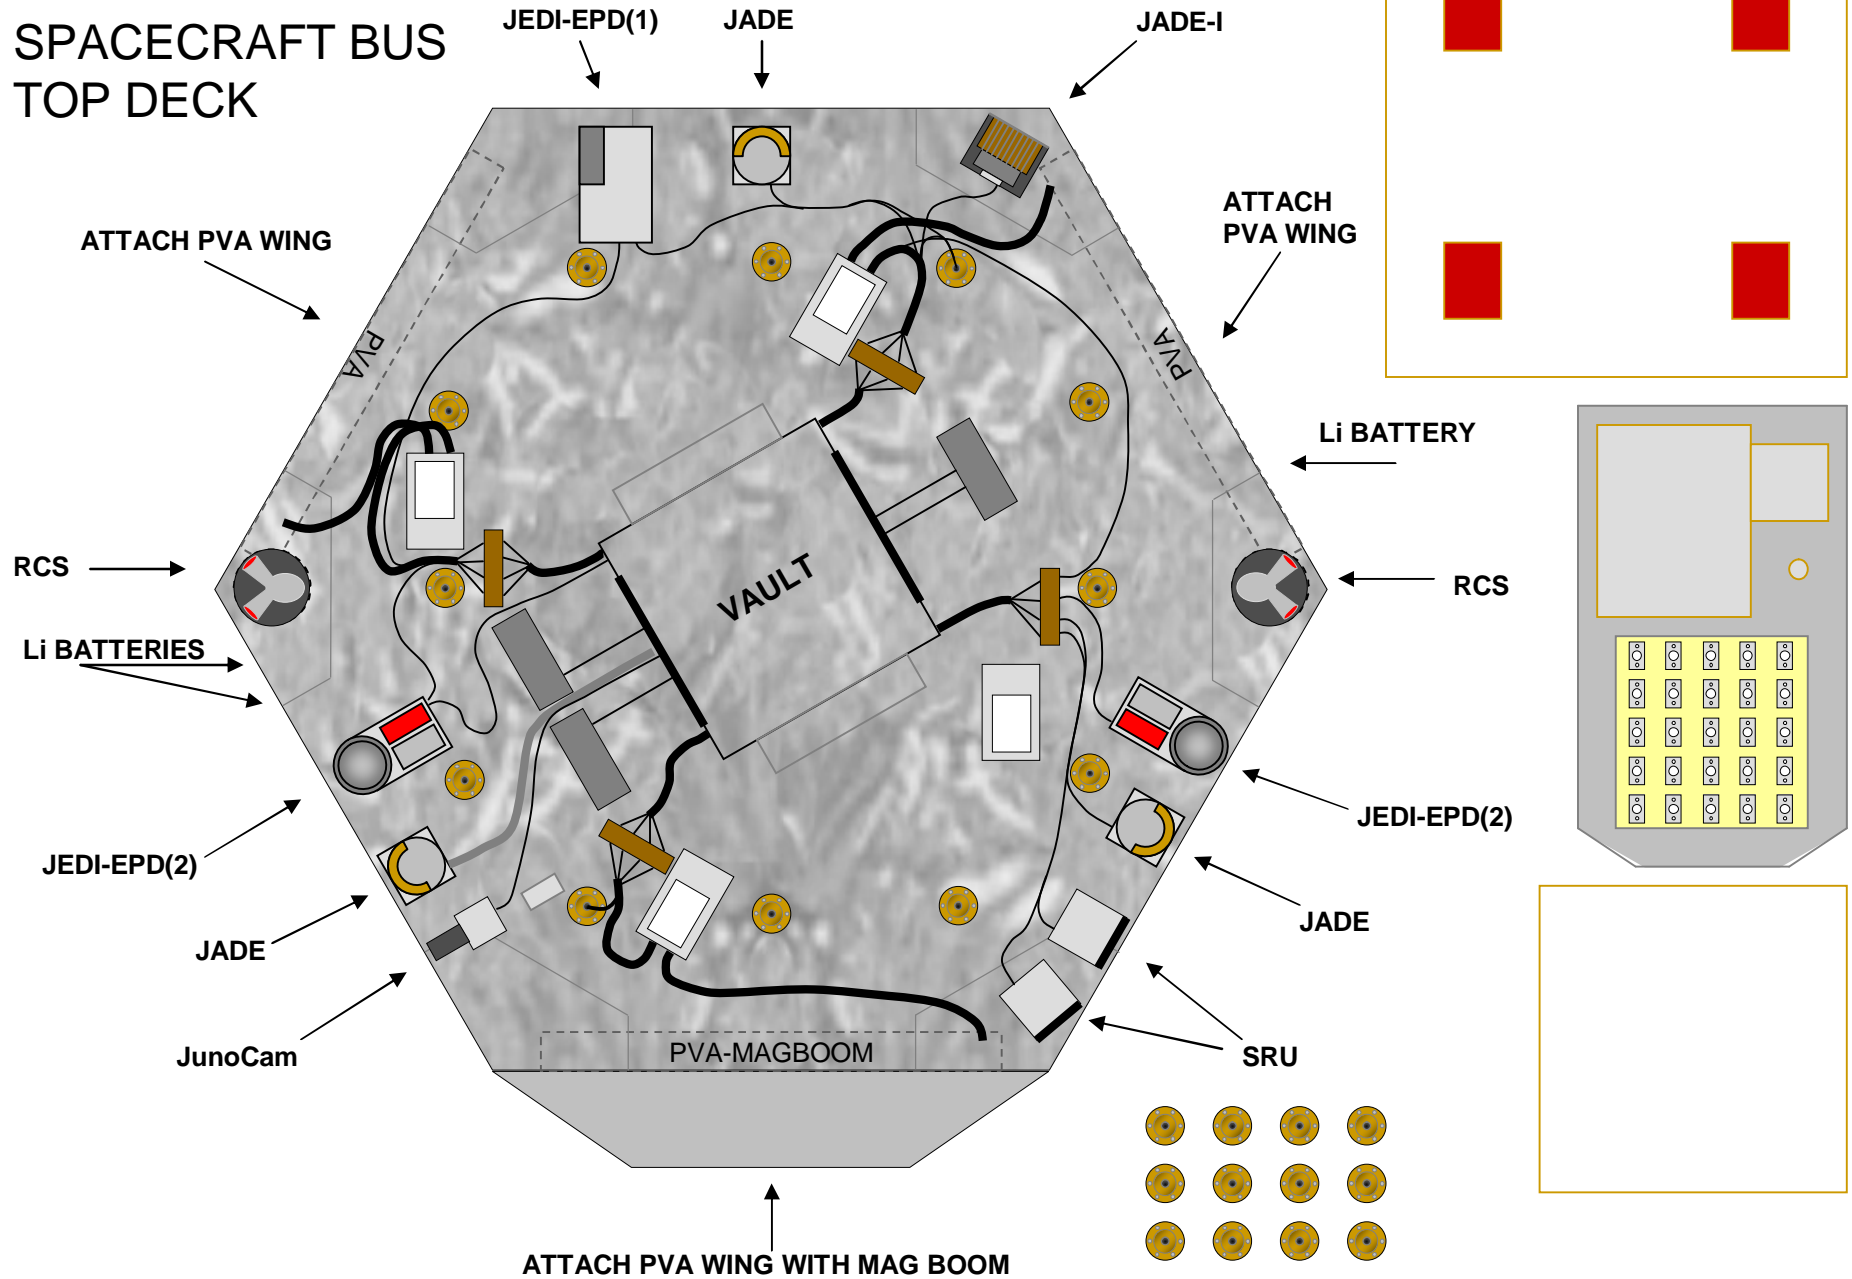 SPACECRAFT BUS
TOP DECK
JEDI-EPD(1)
JADE
JADE-I
ATTACH PVA WING
ATTACH
PVA WING
PVA
PVA
Li BATTERY
VAULT
RCS
RCS
Li BATTERIES
JEDI-EPD(2)
JEDI-EPD(2)
JADE
JADE
JunoCam
PVA-MAGBOOM
SRU
ATTACH PVA WING WITH MAG BOOM